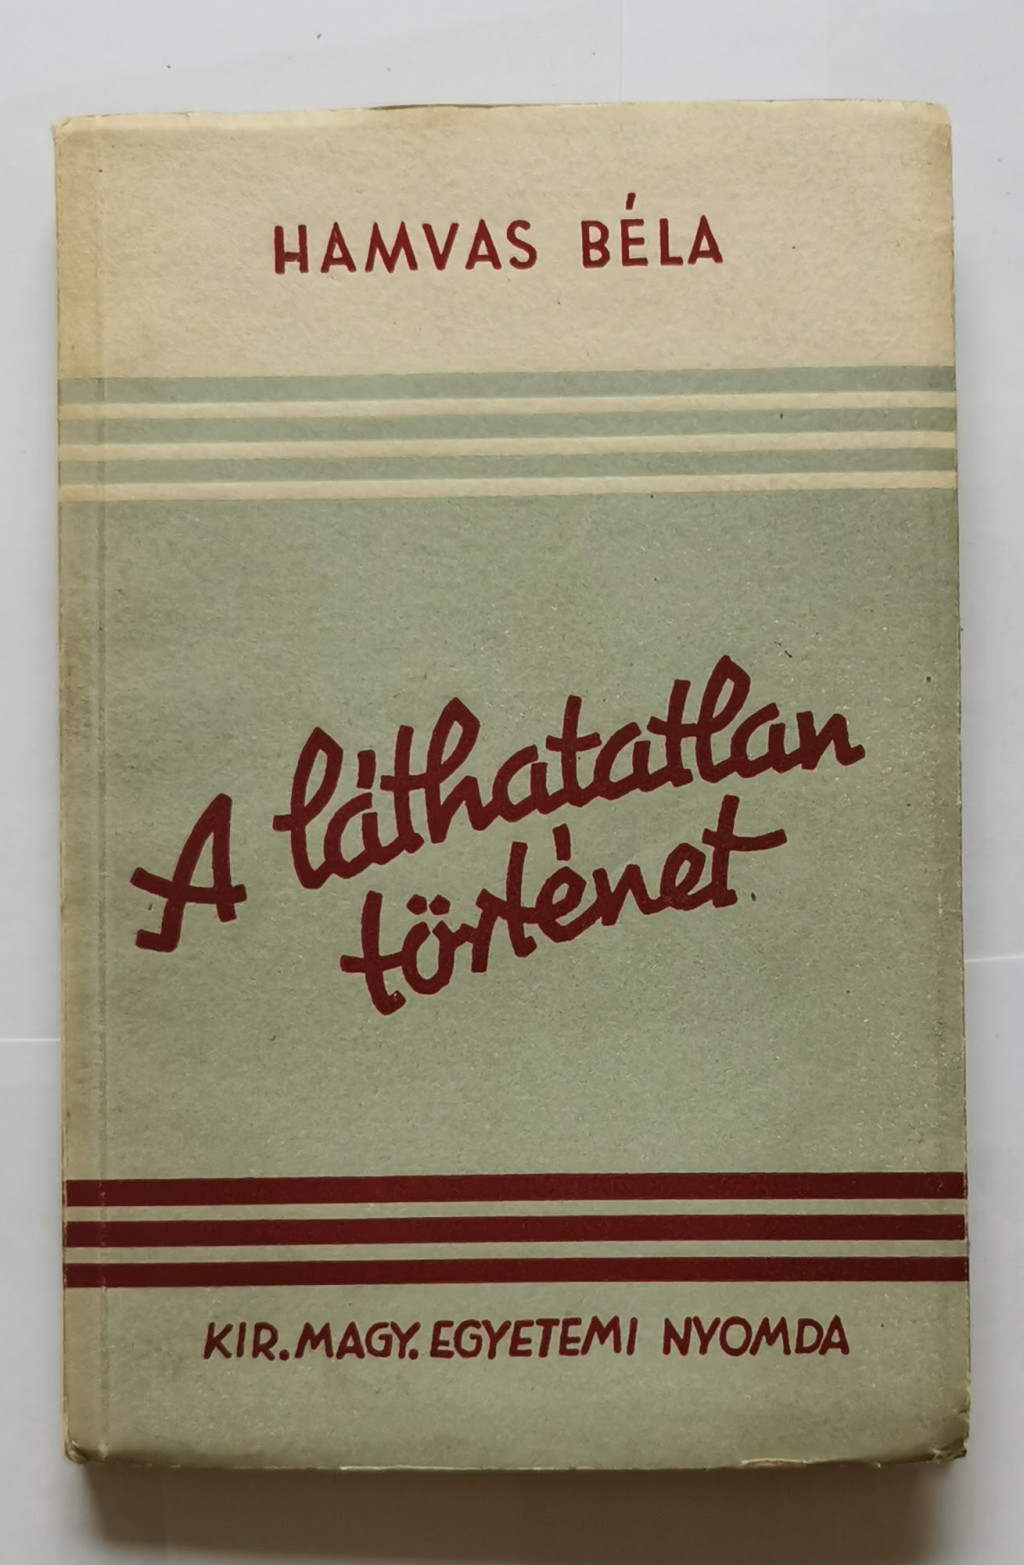 HAMVAS BÉLA
A láthatatlan
történet
KIR. MAGY. EGYETEMI NYOMDA